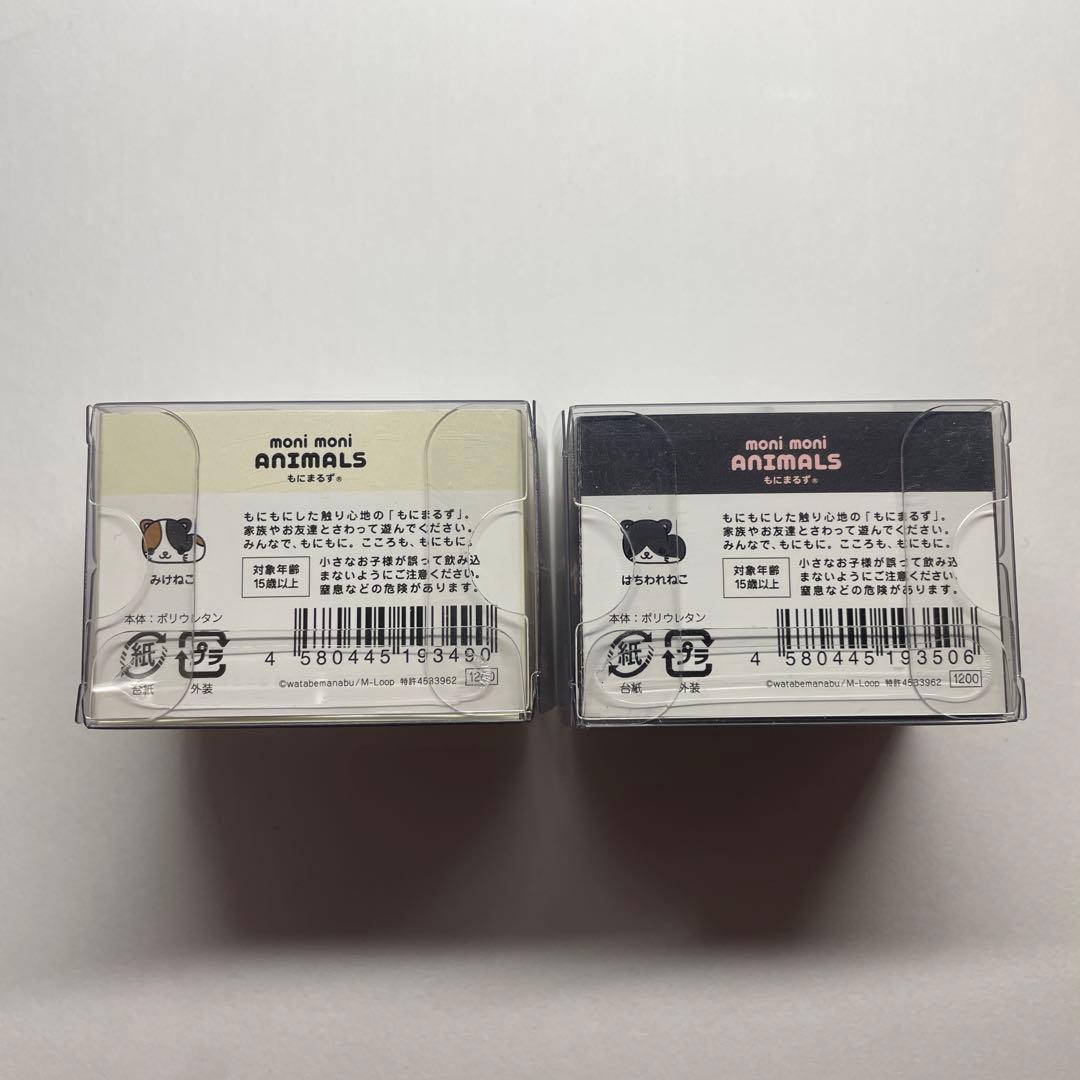 moni moni
ANIMALS
もにまるず®
もにもにした触り心地の「もにまるず」。
家族やお友達とさわって遊んでください。
みんなで、もにもに。こころも、もにもに。
みけねこ
対象年齢
15歳以上
小さなお子様が誤って飲み込
まないようにご注意ください。
窒息などの危険があります。
本体：ポリウレタン
紙
台紙
プラ
外装
4 580445 193490
©watabemanabu/M-Loop 特許4533962
1200
moni moni
ANIMALS
もにまるず®
もにもにした触り心地の「もにまるず」。
家族やお友達とさわって遊んでください。
みんなで、もにもに。こころも、もにもに。
はちわれねこ
対象年齢
15歳以上
小さなお子様が誤って飲み込
まないようにご注意ください。
窒息などの危険があります。
本体：ポリウレタン
紙
台紙
プラ
外装
4 580445 193506
©watabemanabu/M-Loop 特許4533962
1200